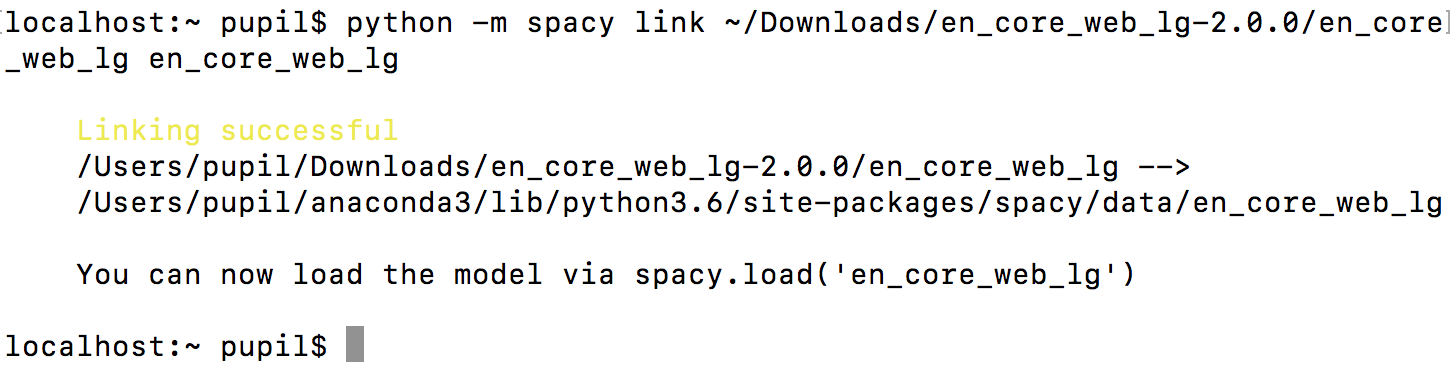 localhost:~ pupil$ python -m spacy link ~/Downloads/en_core_web_lg-2.0.0/en_core
_web_lg en_core_web_lg
Linking successful
/Users/pupil/Downloads/en_core_web_lg-2.0.0/en_core_web_lg -->
/Users/pupil/anaconda3/lib/python3.6/site-packages/spacy/data/en_core_web_lg
You can now load the model via spacy.load('en_core_web_lg')
localhost:~ pupil$